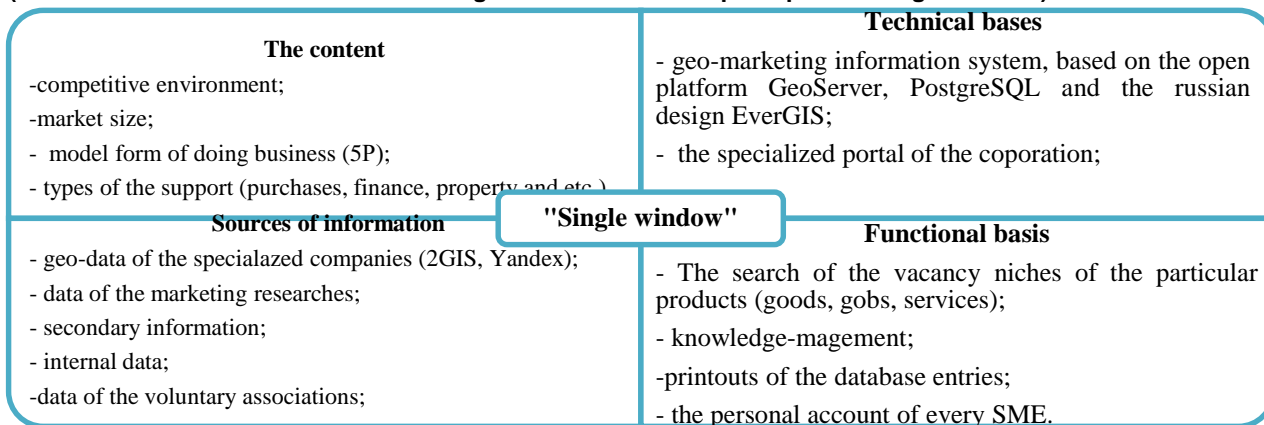 The content
-competitive environment;
-market size;
- model form of doing business (5P);
- types of the support (purchases, finance, property and etc.)
Technical bases
- geo-marketing information system, based on the open
platform GeoServer, PostgreSQL and the russian
design EverGIS;
- the specialized portal of the coporation;
"Single window"
Sources of information
- geo-data of the specialazed companies (2GIS, Yandex);
- data of the marketing researches;
- secondary information;
- internal data;
-data of the voluntary associations;
Functional basis
- The search of the vacancy niches of the particular
products (goods, gobs, services);
- knowledge-magement;
-printouts of the database entries;
- the personal account of every SME.